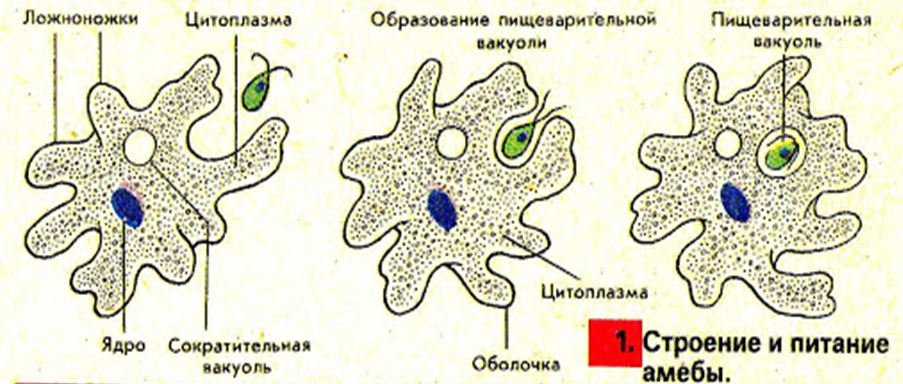 Ложноножки
Цитоплазма
Образование пищеварительной
вакуоли
Пищеварительная
вакуоль
Цитоплазма
Ядро
Сократительная
вакуоль
Оболочка
1. Строение и питание
амебы.